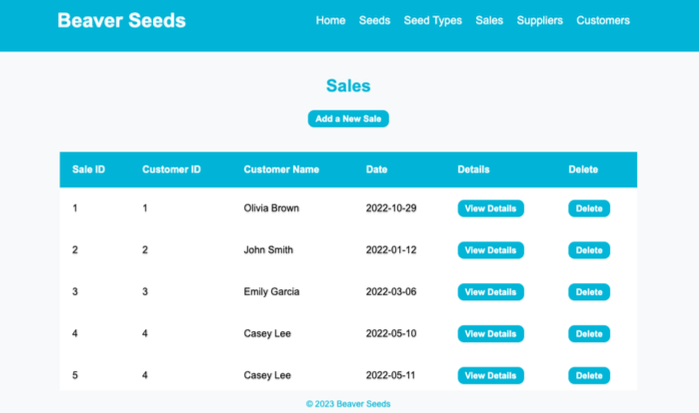 Beaver Seeds Home Seeds Seed Types Sales Suppliers Customers
Sales
Add a New Sale
Sale ID Customer ID Customer Name Date Details Delete
1 1 Olivia Brown 2022-10-29 View Details Delete
2 2 John Smith 2022-01-12 View Details Delete
3 3 Emily Garcia 2022-03-06 View Details Delete
4 4 Casey Lee 2022-05-10 View Details Delete
5 4 Casey Lee 2022-05-11 View Details Delete
© 2023 Beaver Seeds